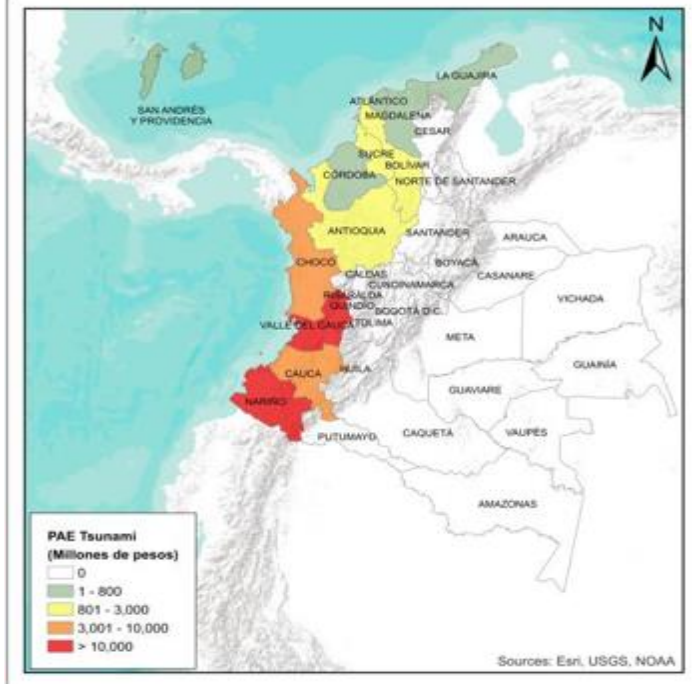 N
LA GUAJIRA
ATLÁNTICO
SAN ANDRÉS
Y PROVIDENCIA
MAGDALENA
CESAR
SUCRE
BOLÍVAR
CÓRDOBA
NORTE DE SANTANDER
ANTIOQUIA
SANTANDER
ARAUCA
CHOCÓ
BOYACÁ
CALDAS
CASANARE
CUNDINAMARCA
RISARALDA
VICHADA
QUINDÍO
BOGOTÁ D.C.
VALLE DEL CAUCA
TOLIMA
META
GUAINÍA
CAUCA
HUILA
GUAVIARE
NARIÑO
PUTUMAYO
CAQUETÁ
VAUPÉS
AMAZONAS
PAE Tsunami
(Millones de pesos)
0
1 - 800
801 - 3,000
3,001 - 10,000
> 10,000
Sources: Esri, USGS, NOAA